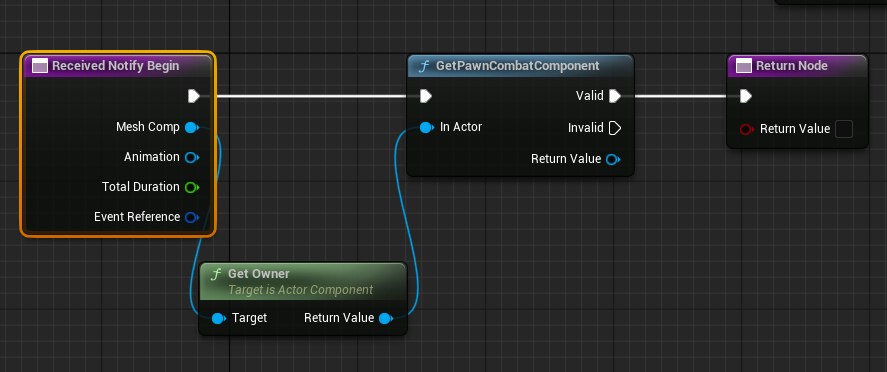 Received Notify Begin
Mesh Comp
Animation
Total Duration
Event Reference
f GetPawnCombatComponent
Valid
In Actor
Invalid
Return Value
Return Node
Return Value
f Get Owner
Target is Actor Component
Target
Return Value